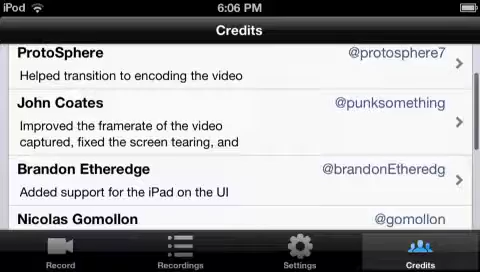 iPod 6:06 PM
Credits
ProtoSphere @protosphere7
Helped transition to encoding the video
John Coates @punksomething
Improved the framerate of the video
captured, fixed the screen tearing, and
Brandon Etheredge @brandonEtheredg
Added support for the iPad on the UI
Nicolas Gomollon @gomollon
Record Recordings Settings Credits